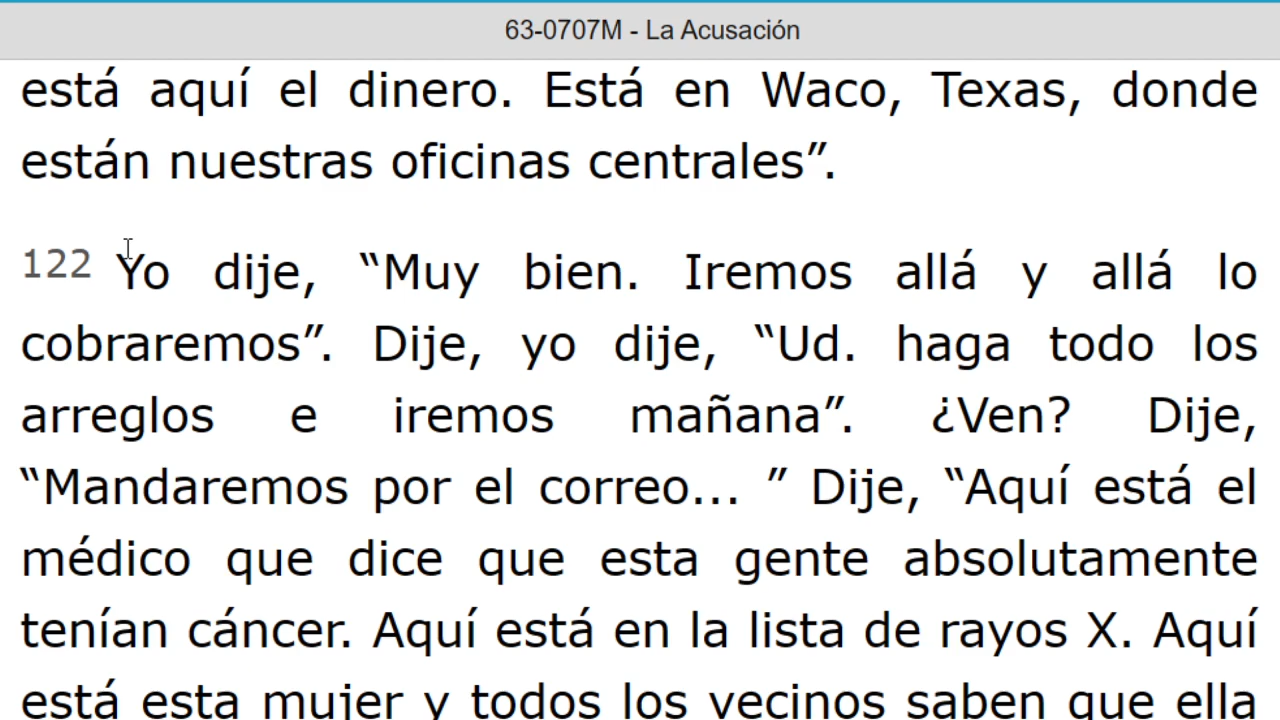 63-0707M - La Acusación
está aquí el dinero. Está en Waco, Texas, donde
están nuestras oficinas centrales”.
122 Yo dije, “Muy bien. Iremos allá y allá lo
cobraremos”. Dije, yo dije, “Ud. haga todo los
arreglos e iremos mañana”. ¿Ven? Dije,
“Mandaremos por el correo... ” Dije, “Aquí está el
médico que dice que esta gente absolutamente
tenían cáncer. Aquí está en la lista de rayos X. Aquí
está esta mujer y todos los vecinos saben que ella